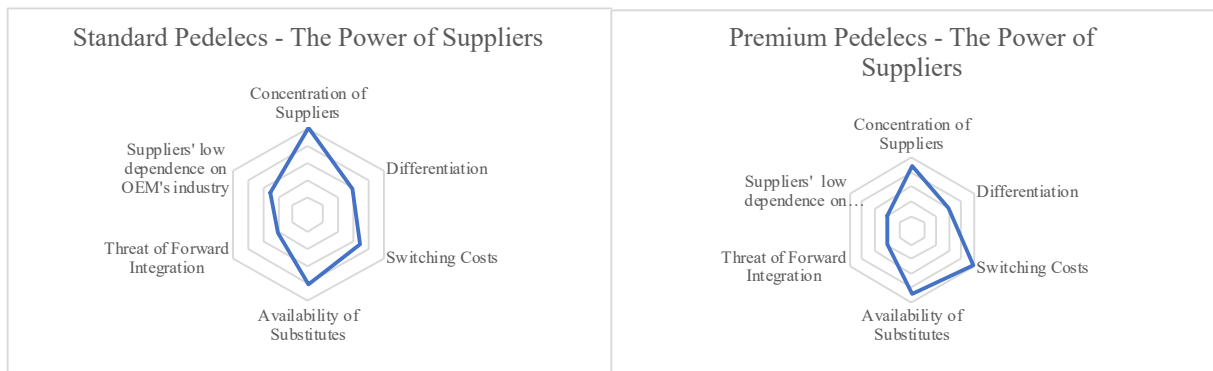 Standard Pedelecs - The Power of Suppliers
Concentration of
Suppliers
Suppliers' low
dependence on
OEM's industry
Differentiation
Threat of Forward
Integration
Switching Costs
Availability of
Substitutes
Premium Pedelecs - The Power of
Suppliers
Concentration of
Suppliers
Suppliers' low
dependence on…
Differentiation
Threat of Forward
Integration
Switching Costs
Availability of
Substitutes